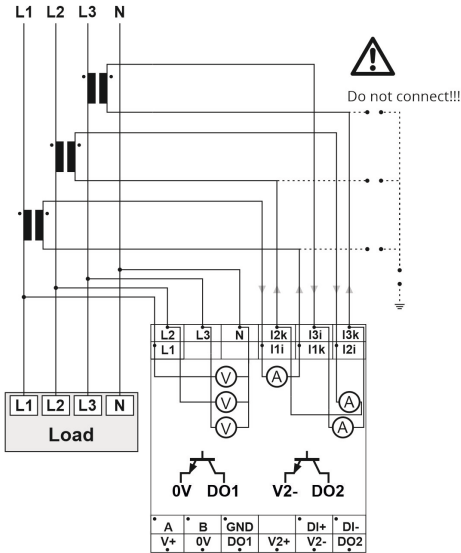 L1 L2 L3 N
Do not connect!!!
L2 L3 N I2k I3i I3k
L1 I1i I1k I2i
V A
V A
V A
L1 L2 L3 N
Load
0V DO1 V2- DO2
A B GND DI+ DI-
V+ 0V DO1 V2+ V2- DO2